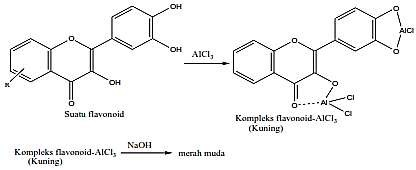 OH
OH
O
OH
R
O
Suatu flavonoid
AlCl3
O
AlCl
O
O
O
O
Al
Cl
Cl
Kompleks flavonoid-AlCl3
(Kuning)
Kompleks flavonoid-AlCl3 NaOH merah muda
(Kuning)